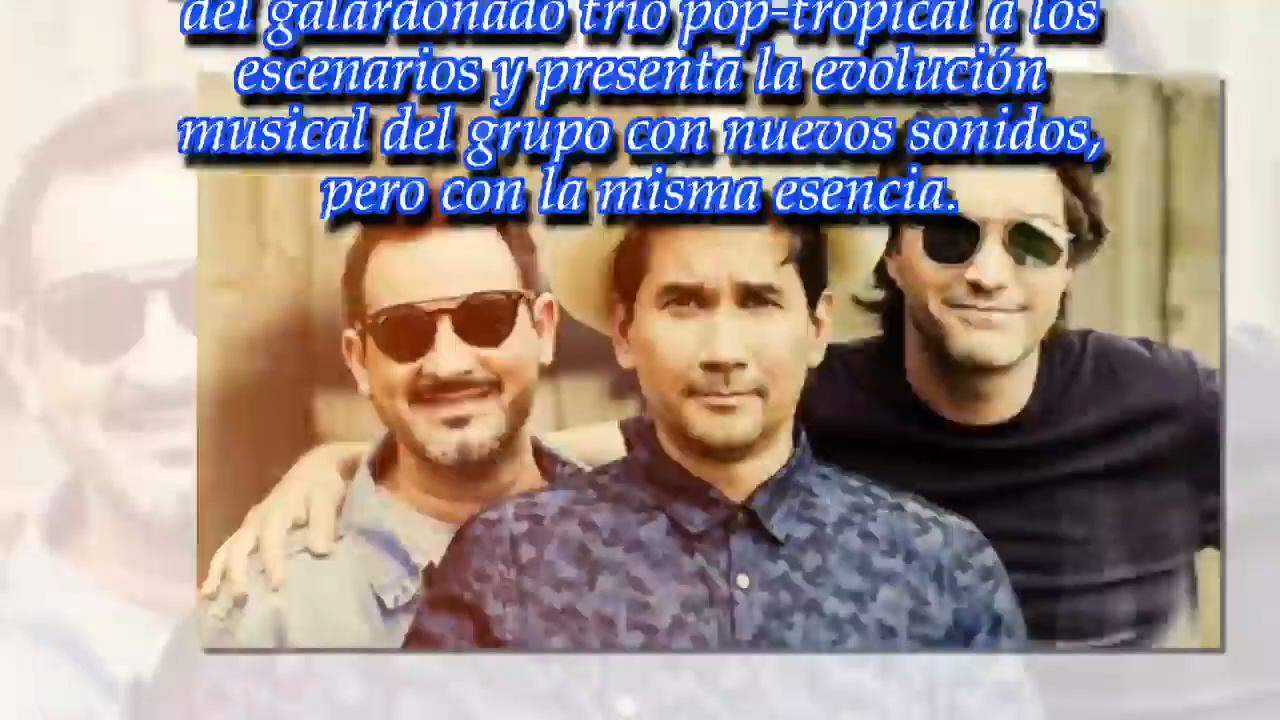 del galardonado trío pop-tropical a los
escenarios y presenta la evolución
musical del grupo con nuevos sonidos,
pero con la misma esencia.